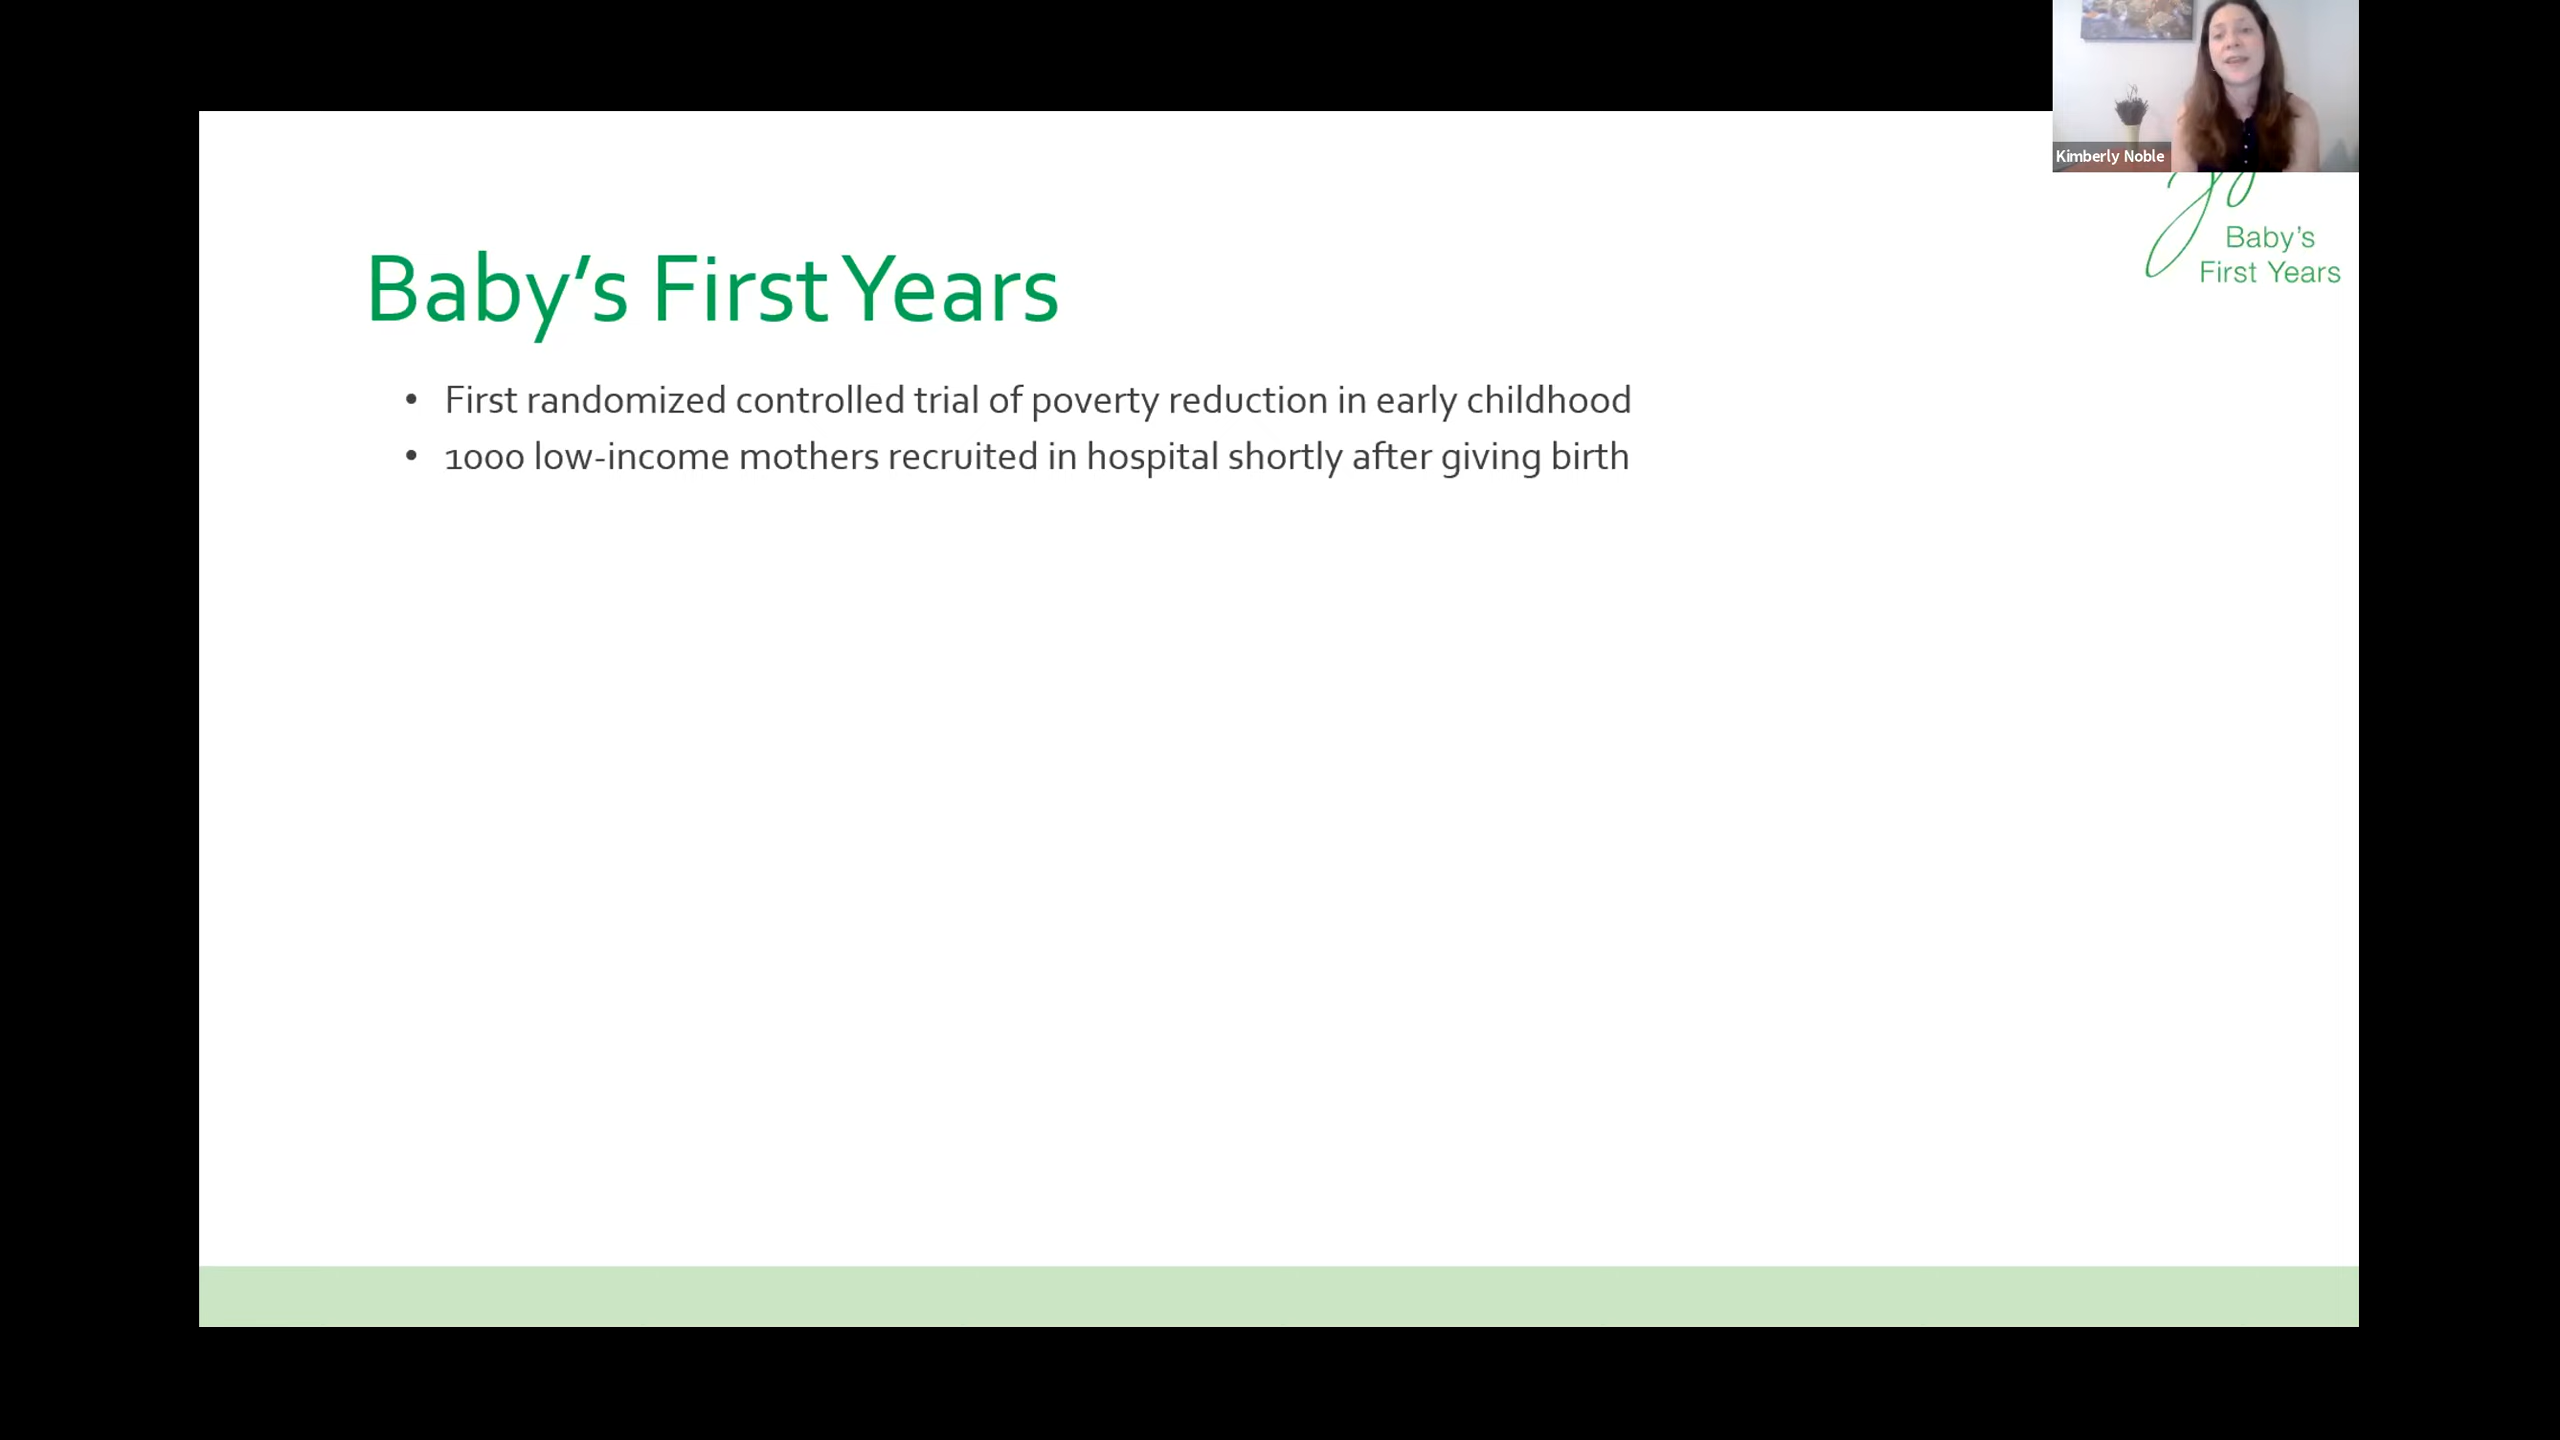 Kimberly Noble
Baby's
First Years
Baby’s First Years
• First randomized controlled trial of poverty reduction in early childhood
• 1000 low-income mothers recruited in hospital shortly after giving birth